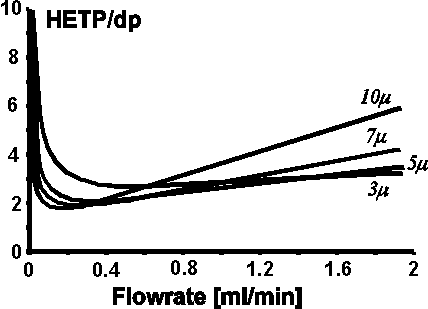 10
HETP/dp
8
10μ
6
7μ
4
5μ
3μ
2
0
0 0.4 0.8 1.2 1.6 2
Flowrate [ml/min]